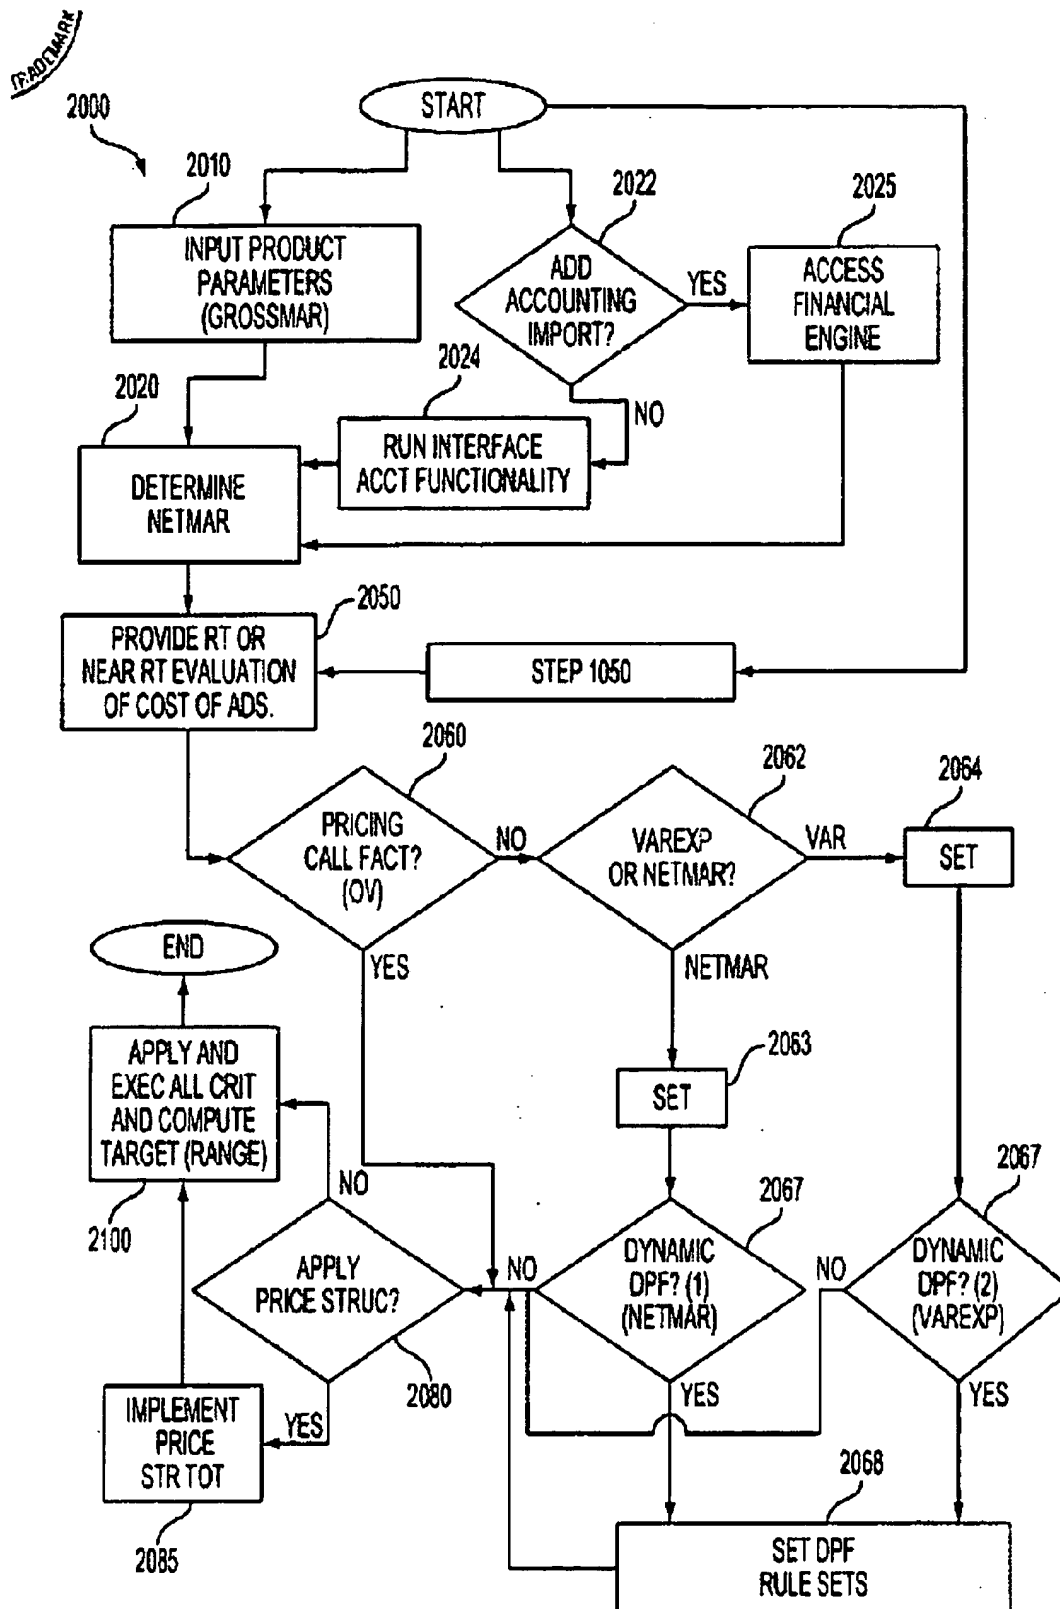 TRADEMARK
2000
START
2010
2022
2025
INPUT PRODUCT
PARAMETERS
(GROSSMAR)
ADD
ACCOUNTING
IMPORT?
YES
ACCESS
FINANCIAL
ENGINE
2024
NO
2020
RUN INTERFACE
ACCT FUNCTIONALITY
DETERMINE
NETMAR
2050
PROVIDE RT OR
NEAR RT EVALUATION
OF COST OF ADS.
STEP 1050
2060
2062
2064
PRICING
CALL FACT?
(OV)
NO
VAREXP
OR NETMAR?
VAR
SET
YES
NETMAR
END
2063
SET
APPLY AND
EXEC ALL CRIT
AND COMPUTE
TARGET (RANGE)
2100
NO
2067
2067
APPLY
PRICE STRUC?
NO
DYNAMIC
DPF? (1)
(NETMAR)
NO
DYNAMIC
DPF? (2)
(VAREXP)
2080
YES
YES
YES
IMPLEMENT
PRICE
STR TOT
2085
2068
SET DPF
RULE SETS